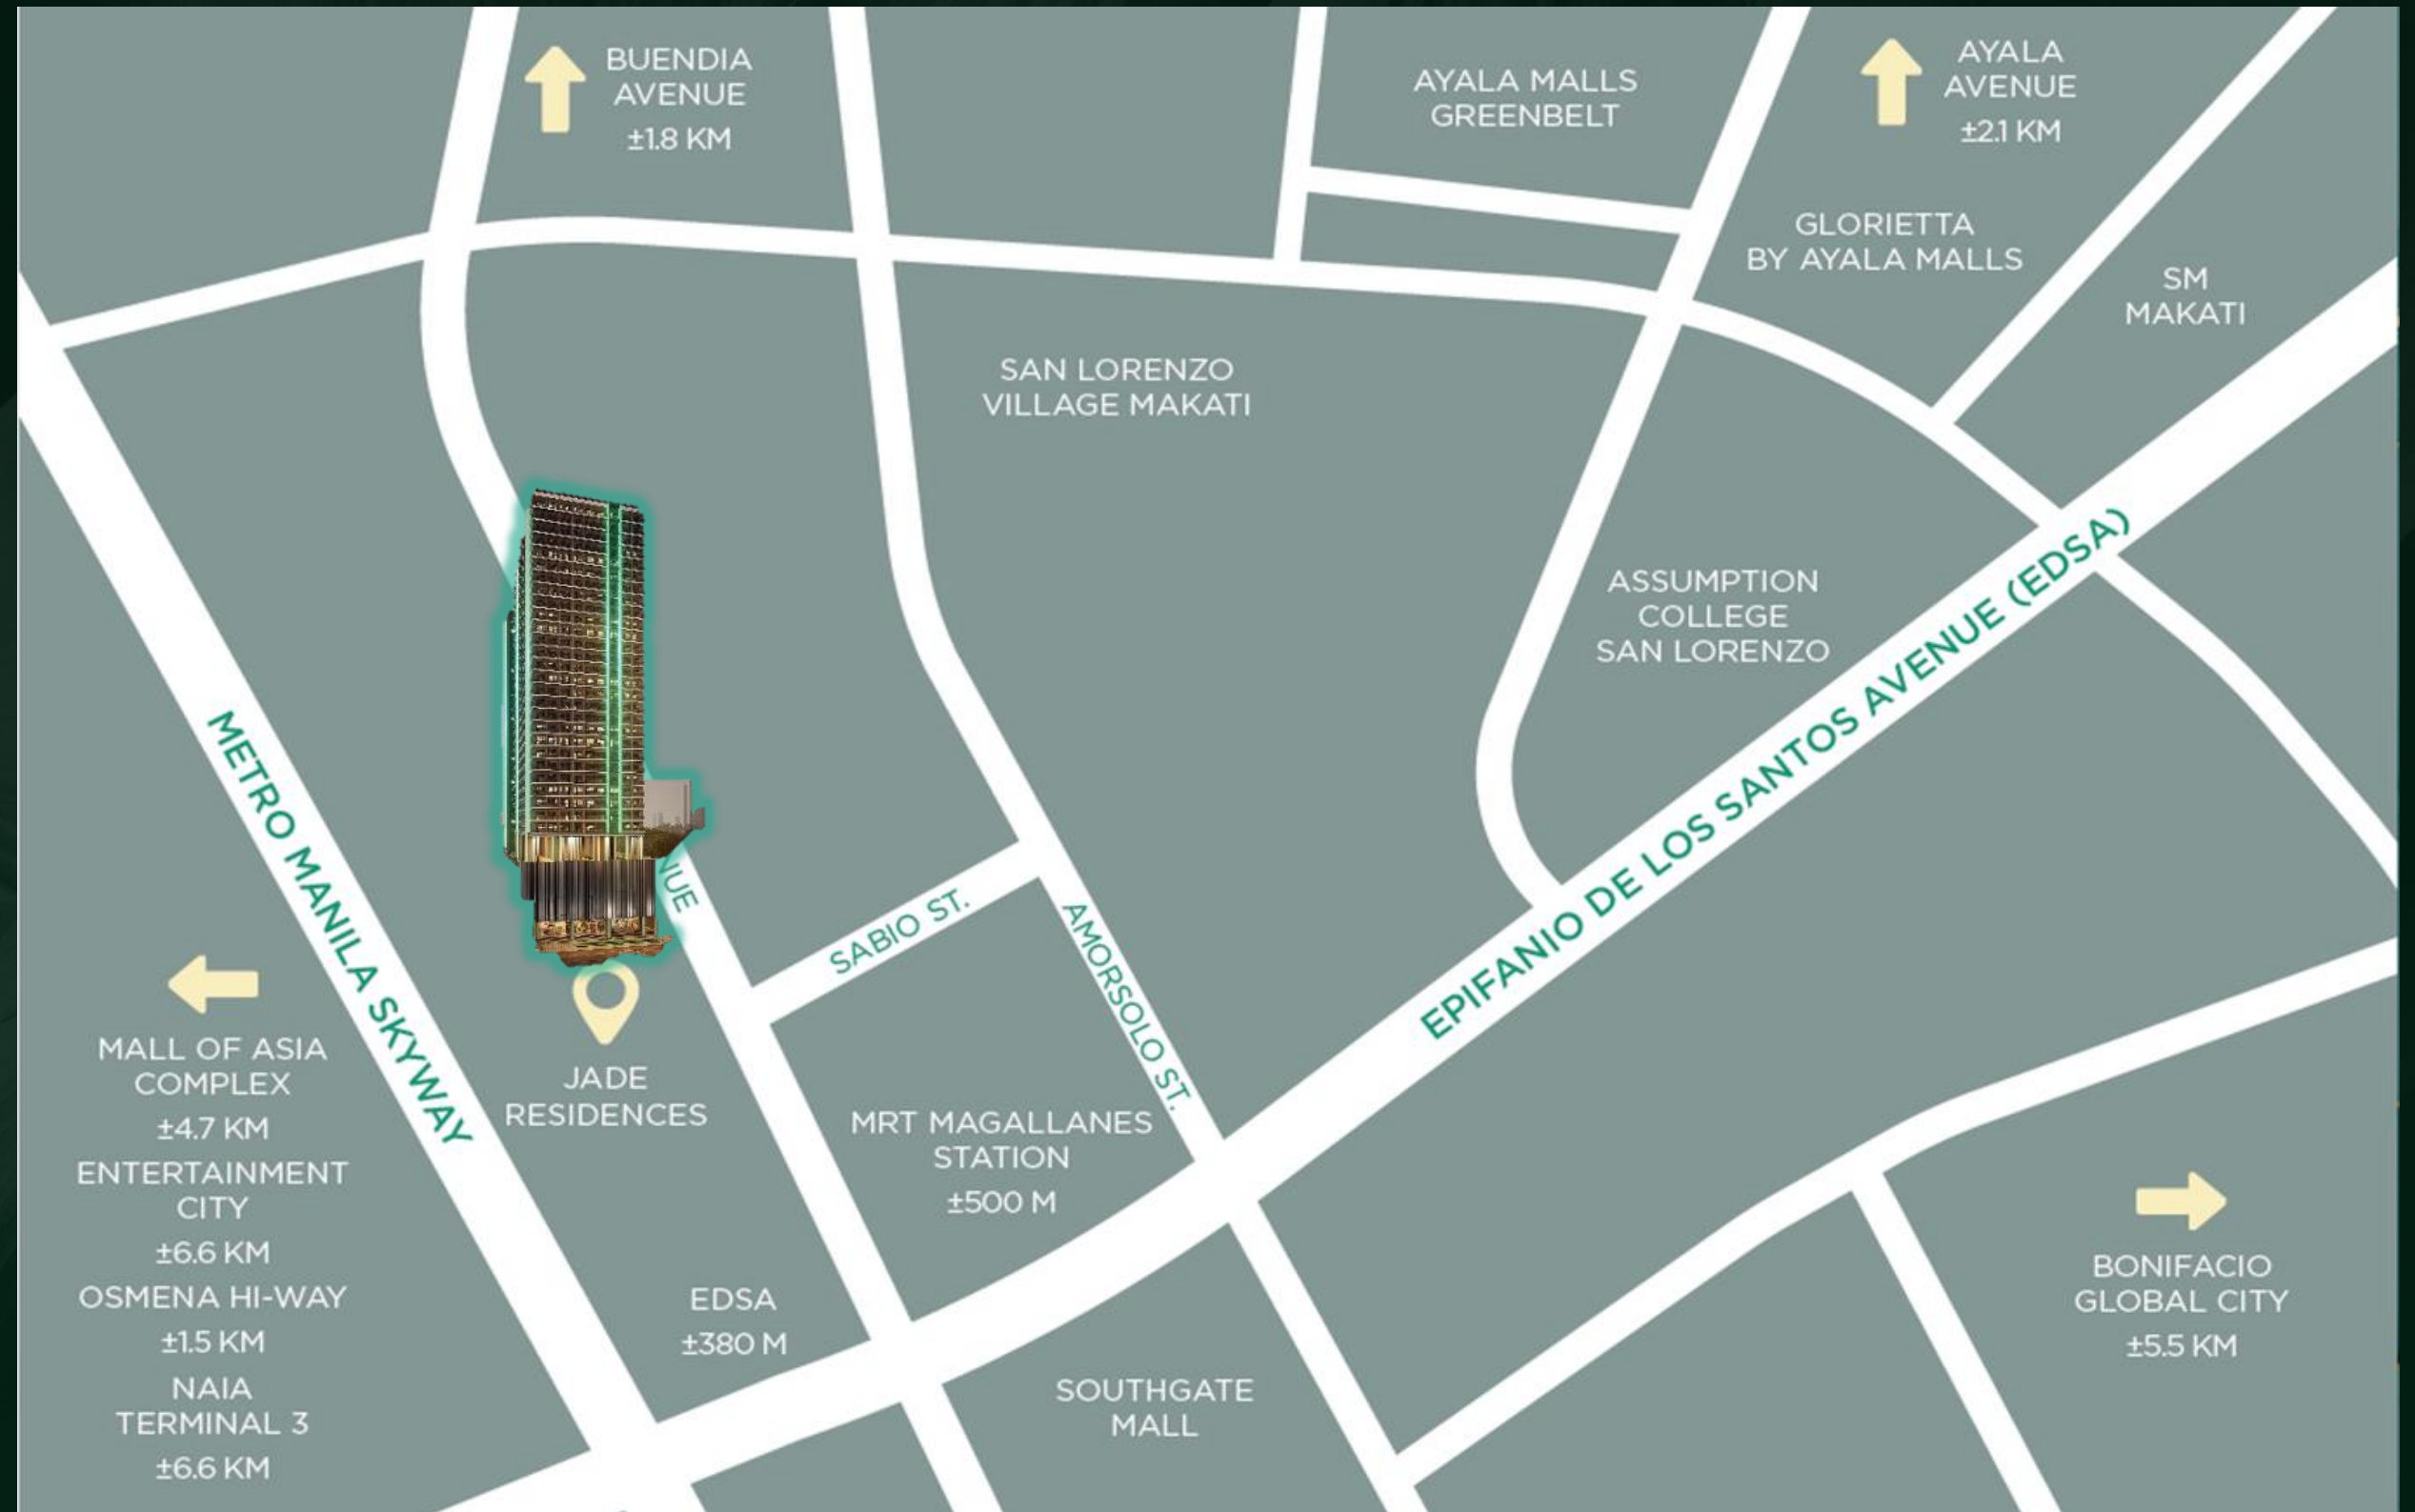 BUENDIA
AVENUE
±1.8 KM
AYALA MALLS
GREENBELT
AYALA
AVENUE
±2.1 KM
GLORIETTA
BY AYALA MALLS
SM
MAKATI
SAN LORENZO
VILLAGE MAKATI
ASSUMPTION
COLLEGE
SAN LORENZO
EPIFANIO DE LOS SANTOS AVENUE (EDSA)
METRO MANILA SKYWAY
SABIO ST.
AMORSOLO ST.
MALL OF ASIA
COMPLEX
±4.7 KM
ENTERTAINMENT
CITY
±6.6 KM
OSMENA HI-WAY
±1.5 KM
NAIA
TERMINAL 3
±6.6 KM
JADE
RESIDENCES
MRT MAGALLANES
STATION
±500 M
EDSA
±380 M
SOUTHGATE
MALL
BONIFACIO
GLOBAL CITY
±5.5 KM